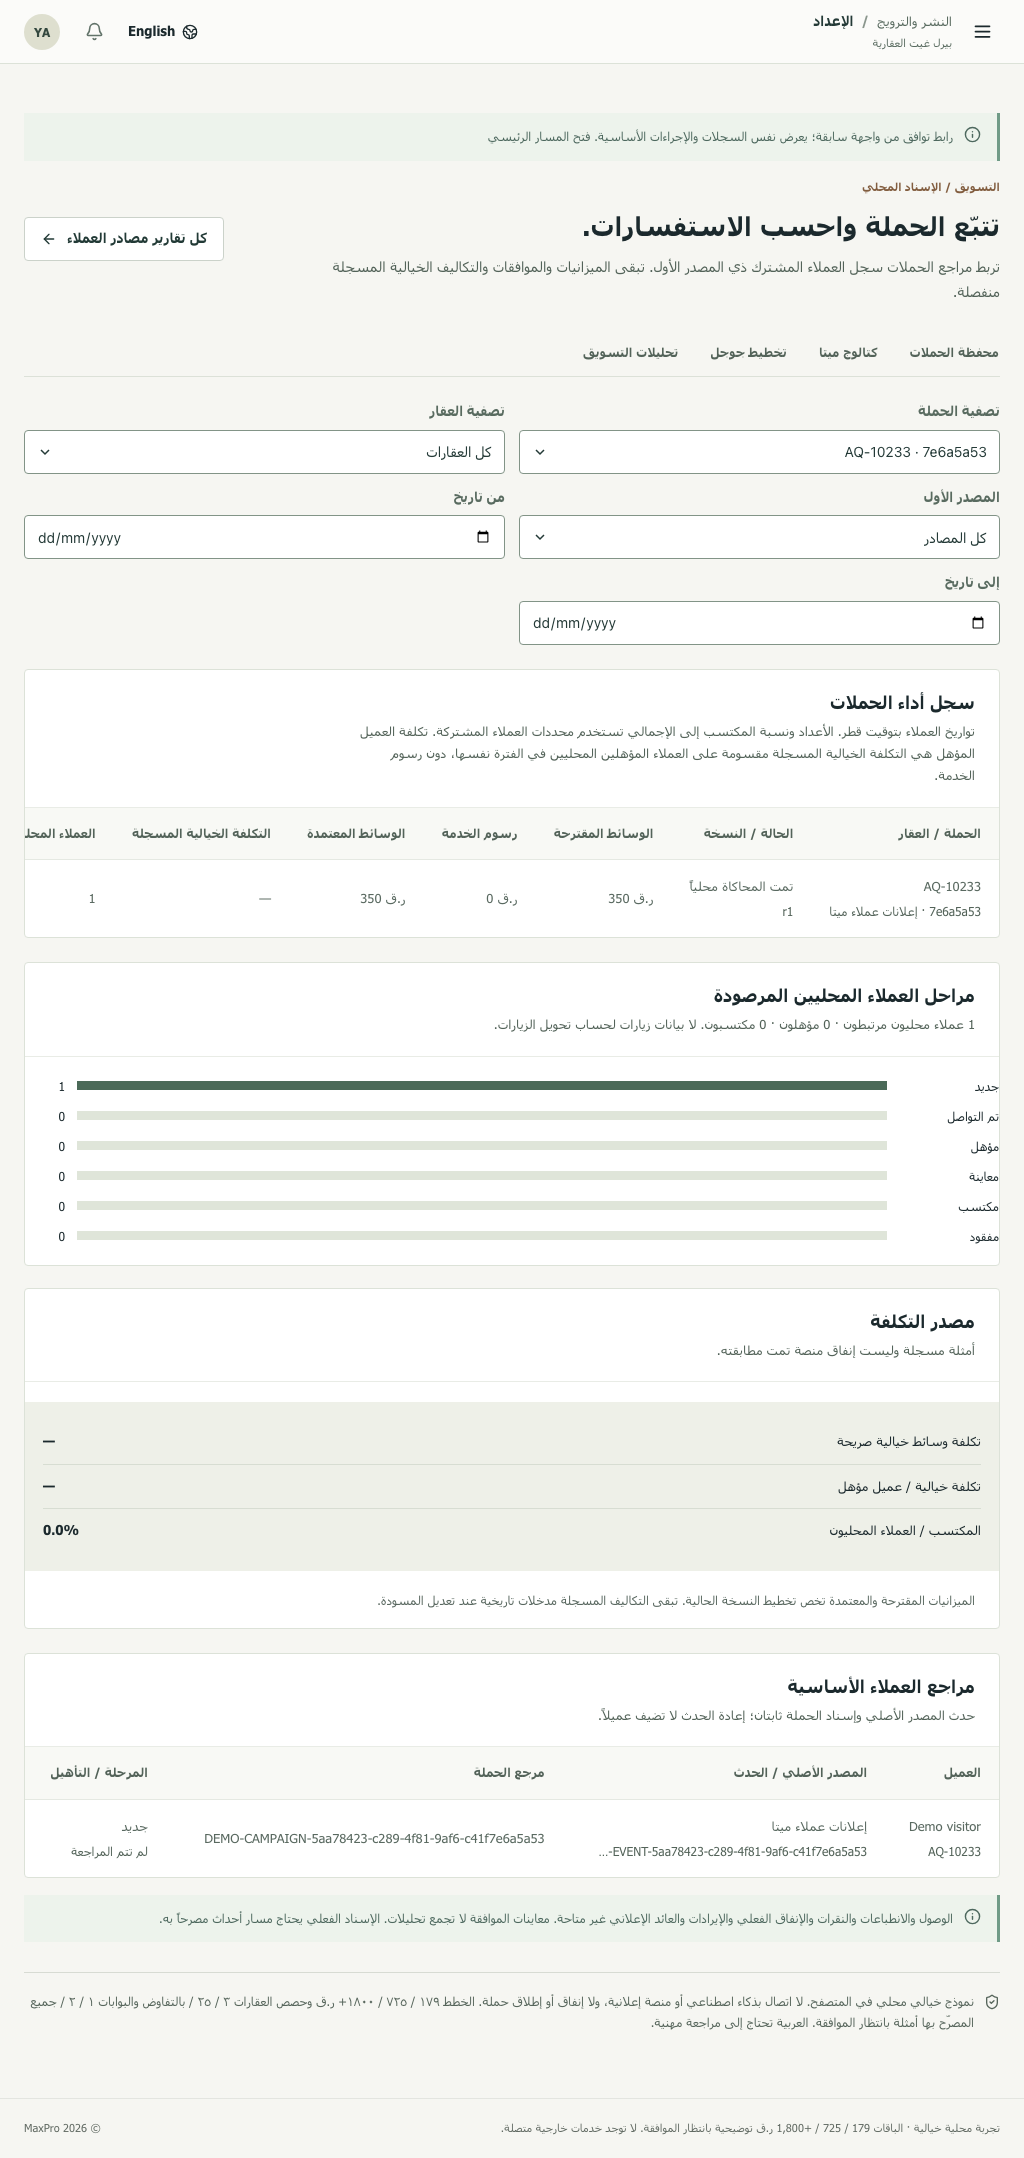 النشر والترويج / الإعداد
بيرل غيت العقارية
English
YA
رابط توافق من واجهة سابقة؛ يعرض نفس السجلات والإجراءات الأساسية. فتح المسار الرئيسي
التسويق / الإسناد المحلي
تتبّع الحملة واحسب الاستفسارات.
كل تقارير مصادر العملاء
تربط مراجع الحملات سجل العملاء المشترك ذي المصدر الأول. تبقى الميزانيات والموافقات والتكاليف الخيالية المسجلة
منفصلة.
محفظة الحملات
كتالوج ميتا
تخطيط جوجل
تحليلات التسويق
تصفية الحملة
تصفية العقار
AQ-10233 · 7e6a5a53
كل العقارات
المصدر الأول
من تاريخ
كل المصادر
dd/mm/yyyy
إلى تاريخ
dd/mm/yyyy
سجل أداء الحملات
تواريخ العملاء بتوقيت قطر. الأعداد ونسبة المكتسب إلى الإجمالي تستخدم محددات العملاء المشتركة. تكلفة العميل
المؤهل هي التكلفة الخيالية المسجلة مقسومة على العملاء المؤهلين المحليين في الفترة نفسها، دون رسوم
الخدمة.
الحملة / العقار
الحالة / النسخة
الوسائط المقترحة
رسوم الخدمة
الوسائط المعتمدة
التكلفة الخيالية المسجلة
العملاء المحل
AQ-10233
7e6a5a53 · إعلانات عملاء ميتا
تمت المحاكاة محلياً
r1
ر.ق 350
ر.ق 0
ر.ق 350
—
1
مراحل العملاء المحليين المرصودة
1 عملاء محليون مرتبطون · 0 مؤهلون · 0 مكتسبون. لا بيانات زيارات لحساب تحويل الزيارات.
جديد 1
تم التواصل 0
مؤهل 0
معاينة 0
مكتسب 0
مفقود 0
مصدر التكلفة
أمثلة مسجلة وليست إنفاق منصة تمت مطابقته.
تكلفة وسائط خيالية صريحة —
تكلفة خيالية / عميل مؤهل —
المكتسب / العملاء المحليون 0.0%
الميزانيات المقترحة والمعتمدة تخص تخطيط النسخة الحالية. تبقى التكاليف المسجلة مدخلات تاريخية عند تعديل المسودة.
مراجع العملاء الأساسية
حدث المصدر الأصلي وإسناد الحملة ثابتان؛ إعادة الحدث لا تضيف عميلاً.
العميل
المصدر الأصلي / الحدث
مرجع الحملة
المرحلة / التأهيل
Demo visitor
AQ-10233
إعلانات عملاء ميتا
...-EVENT-5aa78423-c289-4f81-9af6-c41f7e6a5a53
DEMO-CAMPAIGN-5aa78423-c289-4f81-9af6-c41f7e6a5a53
جديد
لم تتم المراجعة
الوصول والانطباعات والنقرات والإنفاق الفعلي والإيرادات والعائد الإعلاني غير متاحة. معاينات الموافقة لا تجمع تحليلات. الإسناد الفعلي يحتاج مسار أحداث مصرحاً به.
نموذج خيالي محلي في المتصفح. لا اتصال بذكاء اصطناعي أو منصة إعلانية، ولا إنفاق أو إطلاق حملة. الخطط ١٧٩ / ٧٢٥ / ١٨٠٠+ ر.ق وحصص العقارات ٣ / ٢٥ / بالتفاوض والبوابات ١ / ٢ / جميع
المصرّح بها أمثلة بانتظار الموافقة. العربية تحتاج إلى مراجعة مهنية.
تجربة محلية خيالية · الباقات 179 / 725 / 1,800+ ر.ق توضيحية بانتظار الموافقة. لا توجد خدمات خارجية متصلة.
© 2026 MaxPro